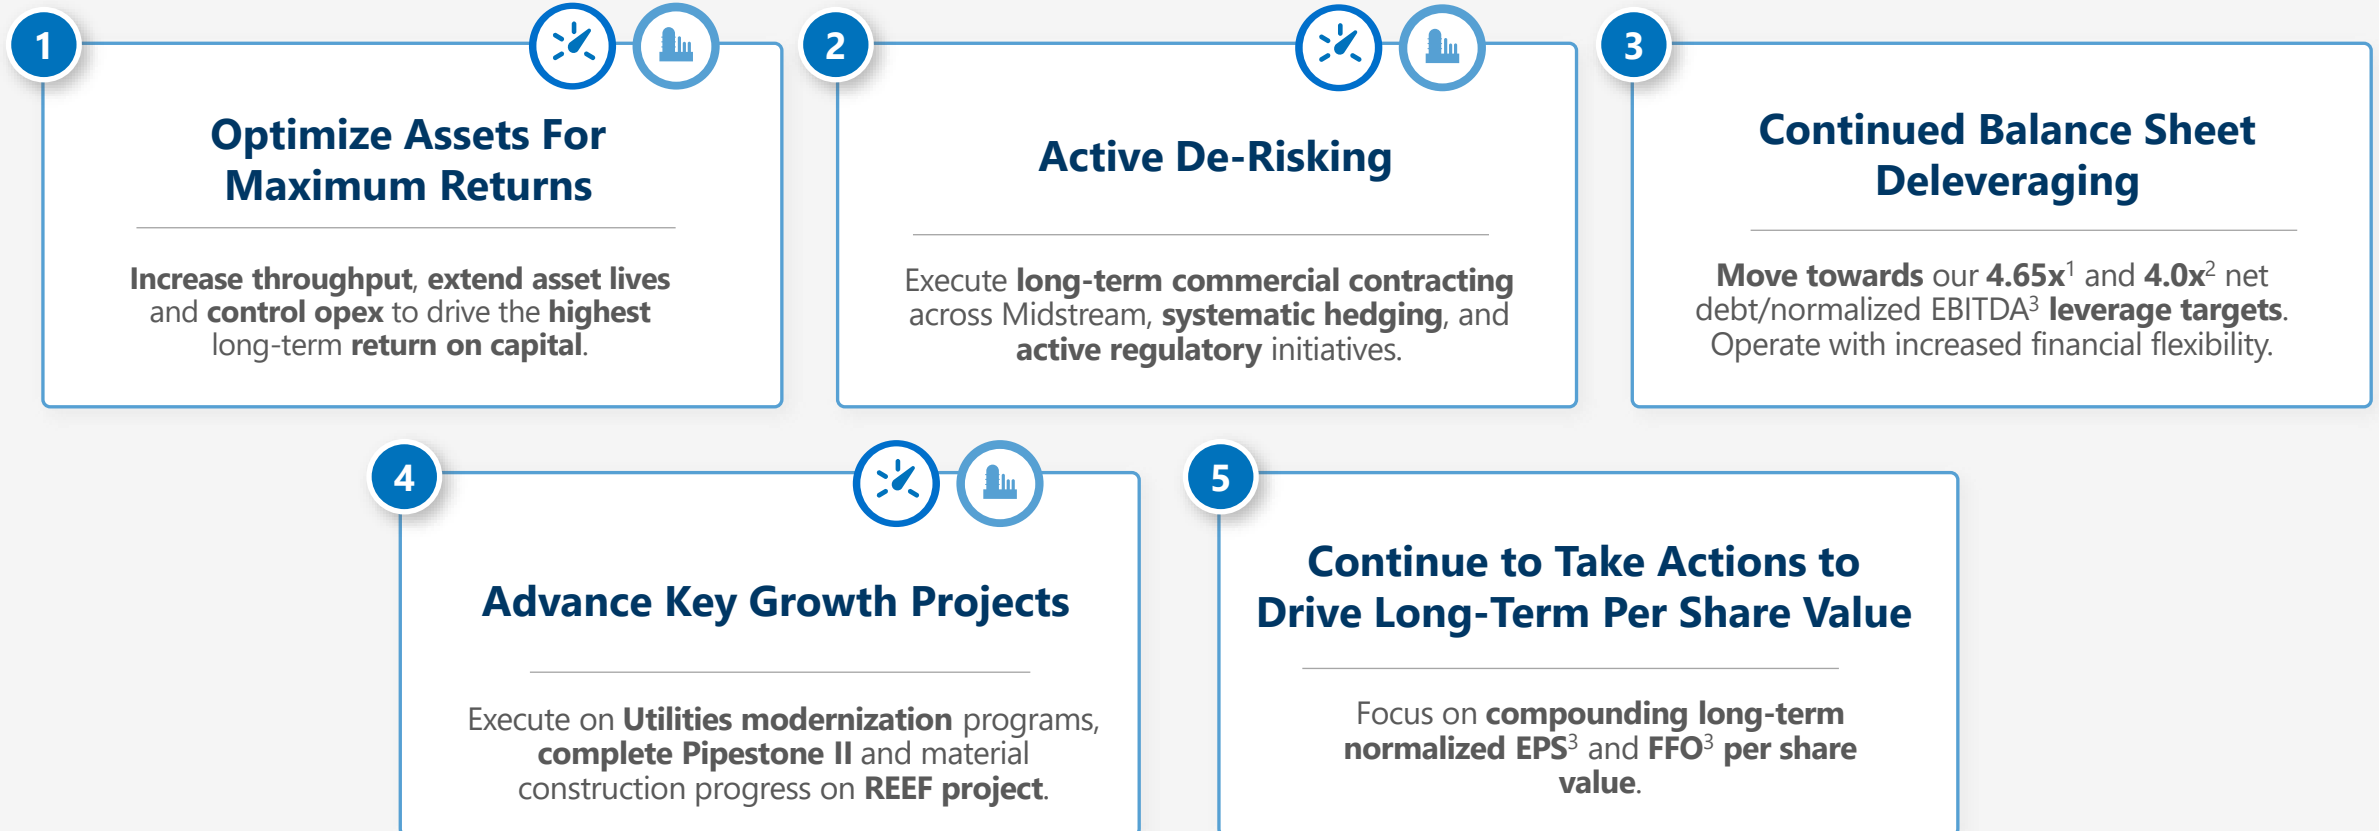 1
Optimize Assets For
Maximum Returns
Increase throughput, extend asset lives
and control opex to drive the highest
long-term return on capital.
2
Active De-Risking
Execute long-term commercial contracting
across Midstream, systematic hedging, and
active regulatory initiatives.
3
Continued Balance Sheet
Deleveraging
Move towards our 4.65x¹ and 4.0x² net
debt/normalized EBITDA³ leverage targets.
Operate with increased financial flexibility.
4
Advance Key Growth Projects
Execute on Utilities modernization programs,
complete Pipestone II and material
construction progress on REEF project.
5
Continue to Take Actions to
Drive Long-Term Per Share Value
Focus on compounding long-term
normalized EPS³ and FFO³ per share
value.